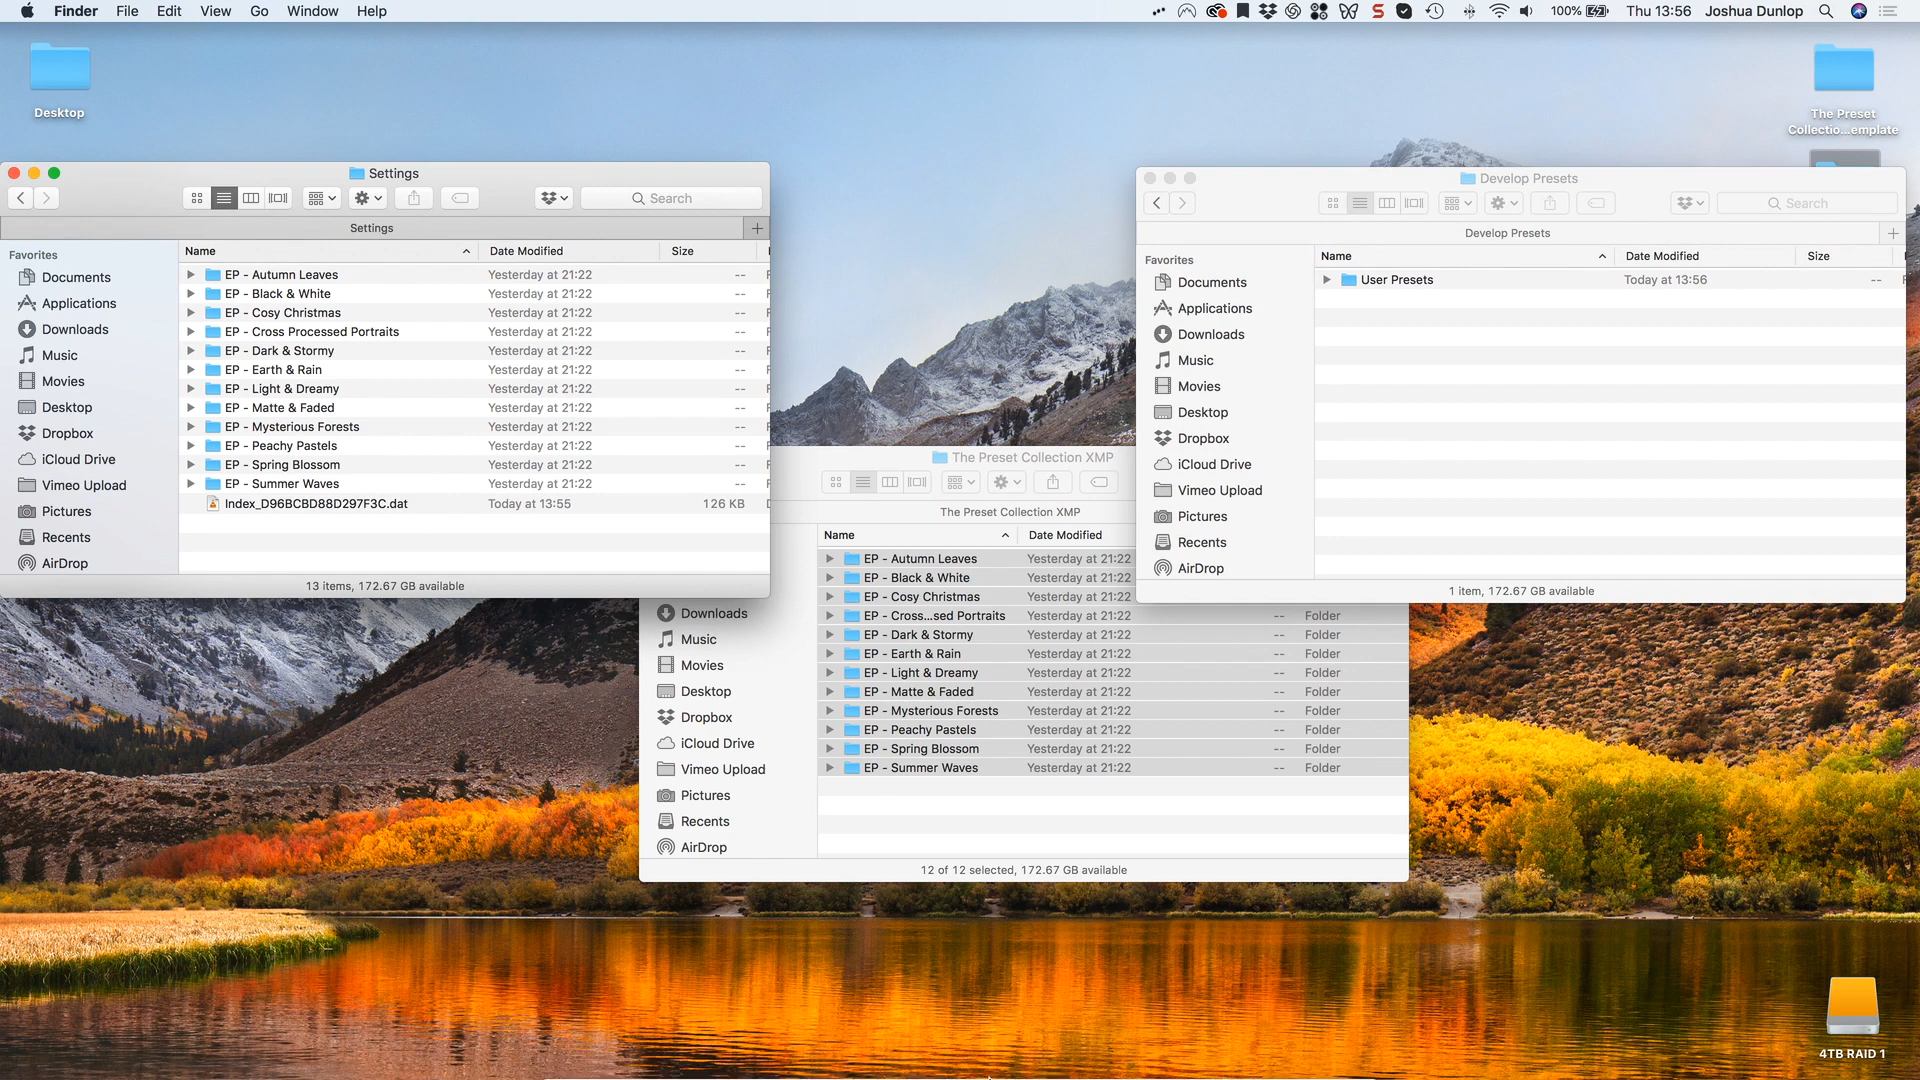 Finder File Edit View Go Window Help
100% Thu 13:56 Joshua Dunlop
Desktop
The Preset
Collectio...emplate
Settings
Search
Settings
Favorites
Documents
Applications
Downloads
Music
Movies
Desktop
Dropbox
iCloud Drive
Vimeo Upload
Pictures
Recents
AirDrop
Name Date Modified Size
EP - Autumn Leaves Yesterday at 21:22 --
EP - Black & White Yesterday at 21:22 --
EP - Cosy Christmas Yesterday at 21:22 --
EP - Cross Processed Portraits Yesterday at 21:22 --
EP - Dark & Stormy Yesterday at 21:22 --
EP - Earth & Rain Yesterday at 21:22 --
EP - Light & Dreamy Yesterday at 21:22 --
EP - Matte & Faded Yesterday at 21:22 --
EP - Mysterious Forests Yesterday at 21:22 --
EP - Peachy Pastels Yesterday at 21:22 --
EP - Spring Blossom Yesterday at 21:22 --
EP - Summer Waves Yesterday at 21:22 --
Index_D96BCBD88D297F3C.dat Today at 13:55 126 KB
13 items, 172.67 GB available
Develop Presets
Search
Develop Presets
Favorites
Documents
Applications
Downloads
Music
Movies
Desktop
Dropbox
iCloud Drive
Vimeo Upload
Pictures
Recents
AirDrop
Name Date Modified Size
User Presets Today at 13:56 --
1 item, 172.67 GB available
The Preset Collection XMP
The Preset Collection XMP
Downloads
Music
Movies
Desktop
Dropbox
iCloud Drive
Vimeo Upload
Pictures
Recents
AirDrop
Name Date Modified
EP - Autumn Leaves Yesterday at 21:22
EP - Black & White Yesterday at 21:22
EP - Cosy Christmas Yesterday at 21:22
EP - Cross...sed Portraits Yesterday at 21:22 -- Folder
EP - Dark & Stormy Yesterday at 21:22 -- Folder
EP - Earth & Rain Yesterday at 21:22 -- Folder
EP - Light & Dreamy Yesterday at 21:22 -- Folder
EP - Matte & Faded Yesterday at 21:22 -- Folder
EP - Mysterious Forests Yesterday at 21:22 -- Folder
EP - Peachy Pastels Yesterday at 21:22 -- Folder
EP - Spring Blossom Yesterday at 21:22 -- Folder
EP - Summer Waves Yesterday at 21:22 -- Folder
12 of 12 selected, 172.67 GB available
4TB RAID 1